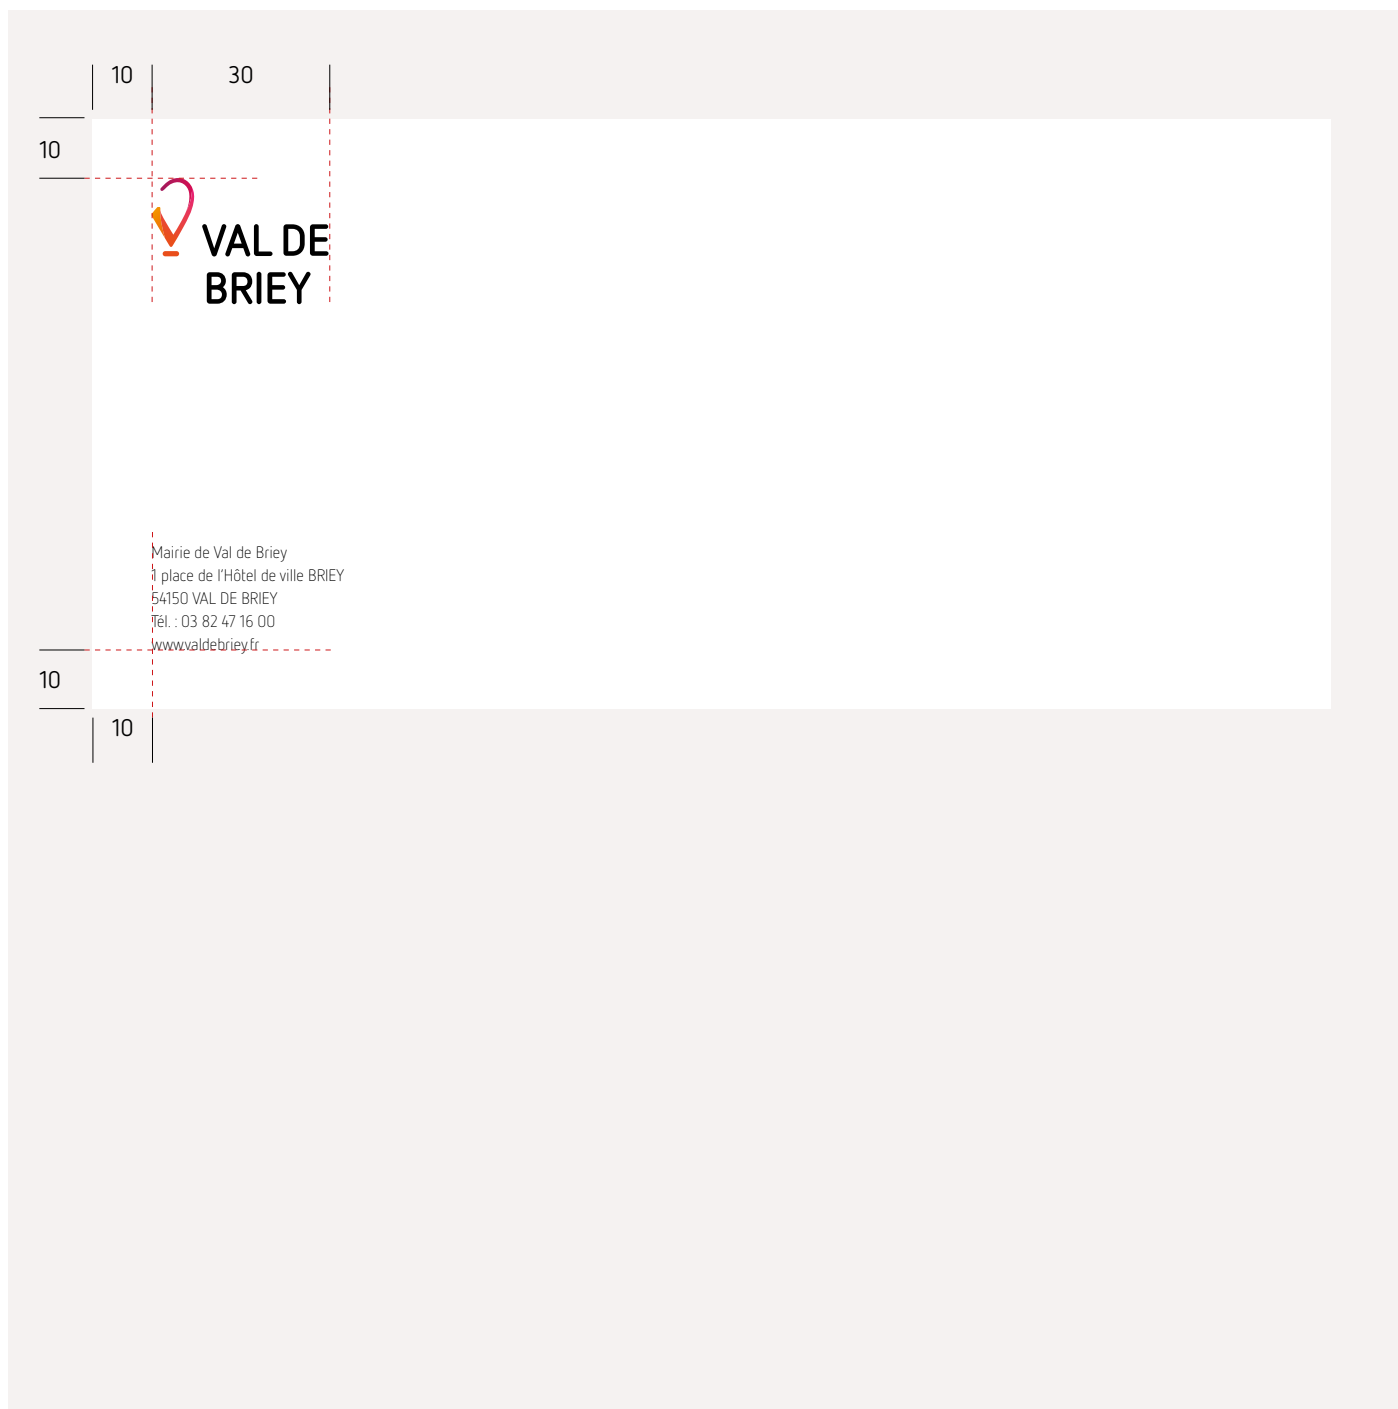 10 30
10
VAL DE
BRIEY
Mairie de Val de Briey
1 place de l'Hôtel de ville BRIEY
54150 VAL DE BRIEY
Tél. : 03 82 47 16 00
www.valdebriey.fr
10
10